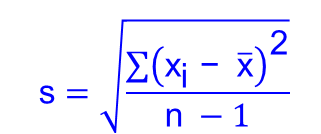 s = √(Σ(xᵢ − x̄)² / (n − 1))